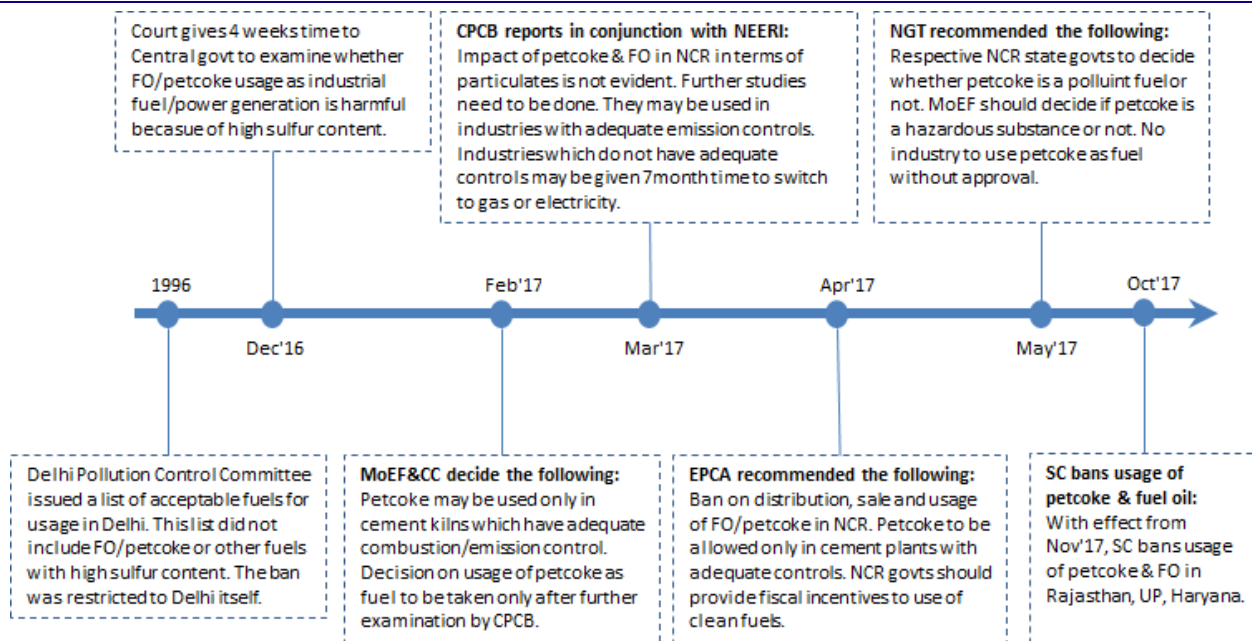 Court gives 4 weeks time to
Central govt to examine whether
FO/petcoke usage as industrial
fuel/power generation is harmful
becasue of high sulfur content.
CPCB reports in conjunction with NEERI:
Impact of petcoke & FO in NCR in terms of
particulates is not evident. Further studies
need to be done. They may be used in
industries with adequate emission controls.
Industries which do not have adequate
controls may be given 7month time to switch
to gas or electricity.
NGT recommended the following:
Respective NCR state govts to decide
whether petcoke is a polluint fuel or
not. MoEF should decide if petcoke is
a hazardous substance or not. No
industry to use petcoke as fuel
without approval.
1996
Feb'17
Apr'17
Oct'17
Dec'16
Mar'17
May'17
Delhi Pollution Control Committee
issued a list of acceptable fuels for
usage in Delhi. This list did not
include FO/petcoke or other fuels
with high sulfur content. The ban
was restricted to Delhi itself.
MoEF&CC decide the following:
Petcoke may be used only in
cement kilns which have adequate
combustion/emission control.
Decision on usage of petcoke as
fuel to be taken only after further
examination by CPCB.
EPCA recommended the following:
Ban on distribution, sale and usage
of FO/petcoke in NCR. Petcoke to be
allowed only in cement plants with
adequate controls. NCR govts should
provide fiscal incentives to use of
clean fuels.
SC bans usage of
petcoke & fuel oil:
With effect from
Nov'17, SC bans usage
of petcoke & FO in
Rajasthan, UP, Haryana.